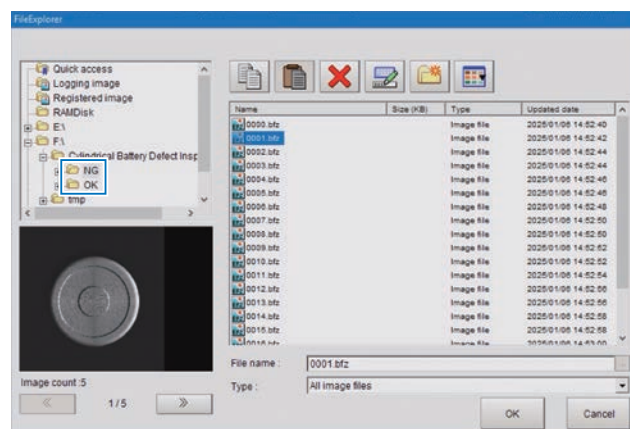 FileExplorer
Quick access
Logging image
Registered image
RAMDisk
E:\
F:\
Cylindrical Battery Defect Insp
NG
OK
tmp
Image count :5
1/5
Name Size (KB) Type Updated date
0000.bfz Image file 2025/01/06 14:52:40
0001.bfz Image file 2025/01/06 14:52:42
0002.bfz Image file 2025/01/06 14:52:44
0003.bfz Image file 2025/01/06 14:52:44
0004.bfz Image file 2025/01/06 14:52:46
0005.bfz Image file 2025/01/06 14:52:46
0006.bfz Image file 2025/01/06 14:52:48
0007.bfz Image file 2025/01/06 14:52:50
0008.bfz Image file 2025/01/06 14:52:50
0009.bfz Image file 2025/01/06 14:52:52
0010.bfz Image file 2025/01/06 14:52:52
0011.bfz Image file 2025/01/06 14:52:54
0012.bfz Image file 2025/01/06 14:52:56
0013.bfz Image file 2025/01/06 14:52:56
0014.bfz Image file 2025/01/06 14:52:58
0015.bfz Image file 2025/01/06 14:52:58
0016.bfz Image file 2025/01/06 14:53:00
File name : 0001.bfz
Type : All image files
OK Cancel